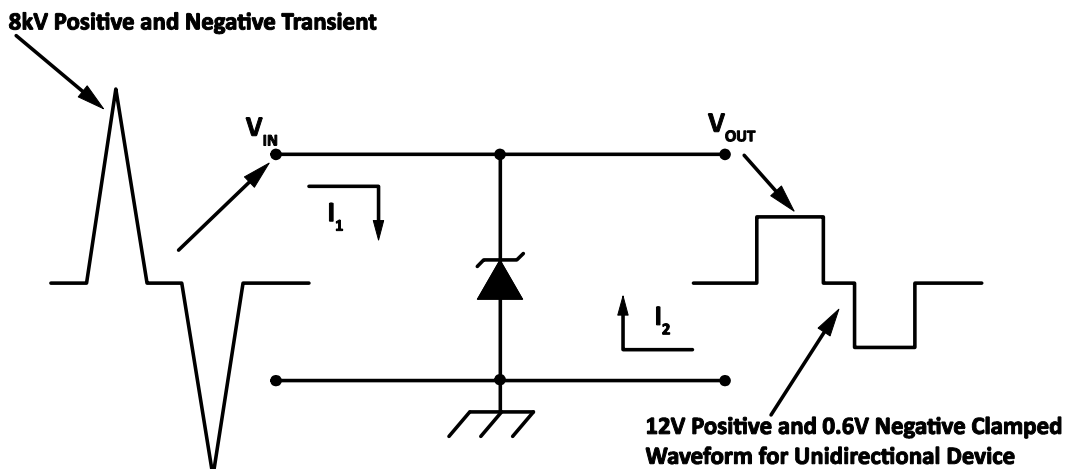 8kV Positive and Negative Transient
VIN
VOUT
I1
I2
12V Positive and 0.6V Negative Clamped
Waveform for Unidirectional Device